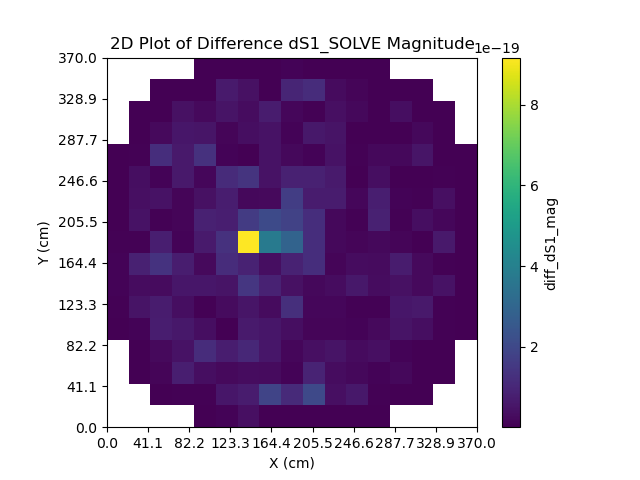 2D Plot of Difference dS1_SOLVE Magnitude
1e−19
370.0
328.9
287.7
246.6
205.5
164.4
123.3
82.2
41.1
0.0
Y (cm)
0.0 41.1 82.2 123.3 164.4 205.5 246.6 287.7 328.9 370.0
X (cm)
8
6
4
2
diff_dS1_mag